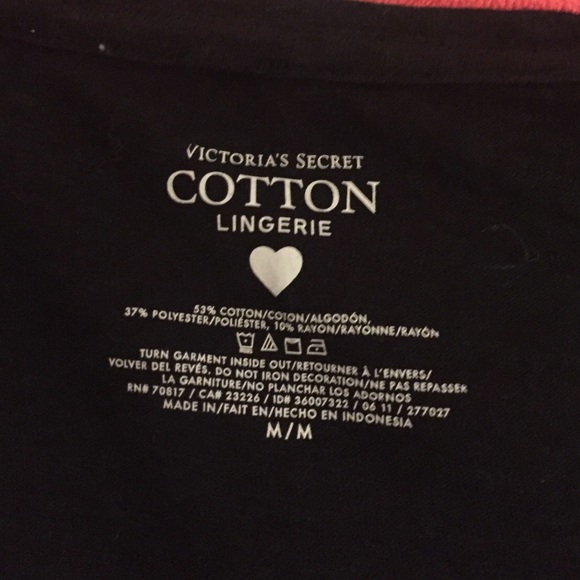 VICTORIA'S SECRET
COTTON
LINGERIE
53% COTTON/COTON/ALGODÓN,
37% POLYESTER/POLIÉSTER, 10% RAYON/RAYONNE/RAYÓN
TURN GARMENT INSIDE OUT/RETOURNER À L'ENVERS/
VOLVER DEL REVÉS. DO NOT IRON DECORATION/NE PAS REPASSER
LA GARNITURE/NO PLANCHAR LOS ADORNOS
RN# 70817 / CA# 23226 / ID# 36007322 / 06 11 / 277027
MADE IN/FAIT EN/HECHO EN INDONESIA
M/M